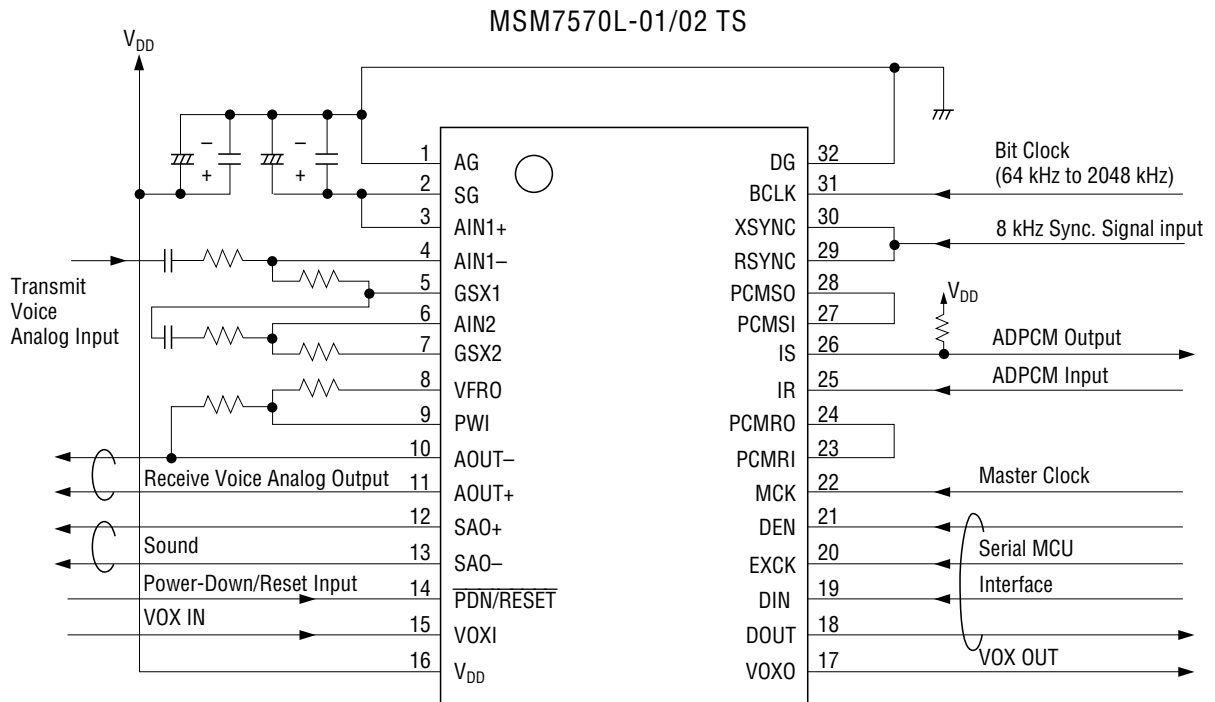 MSM7570L-01/02 TS
VDD
− −
+ +
1 AG
2 SG
3 AIN1+
4 AIN1–
5 GSX1
6 AIN2
7 GSX2
8 VFRO
9 PWI
10 AOUT–
11 AOUT+
12 SAO+
13 SAO–
14 PDN/RESET
15 VOXI
16 VDD
Transmit
Voice
Analog Input
Receive Voice Analog Output
Sound
Power-Down/Reset Input
VOX IN
DG 32
BCLK 31
XSYNC 30
RSYNC 29
PCMSO 28
PCMSI 27
IS 26
IR 25
PCMRO 24
PCMRI 23
MCK 22
DEN 21
EXCK 20
DIN 19
DOUT 18
VOXO 17
Bit Clock
(64 kHz to 2048 kHz)
8 kHz Sync. Signal input
VDD
ADPCM Output
ADPCM Input
Master Clock
Serial MCU
Interface
VOX OUT